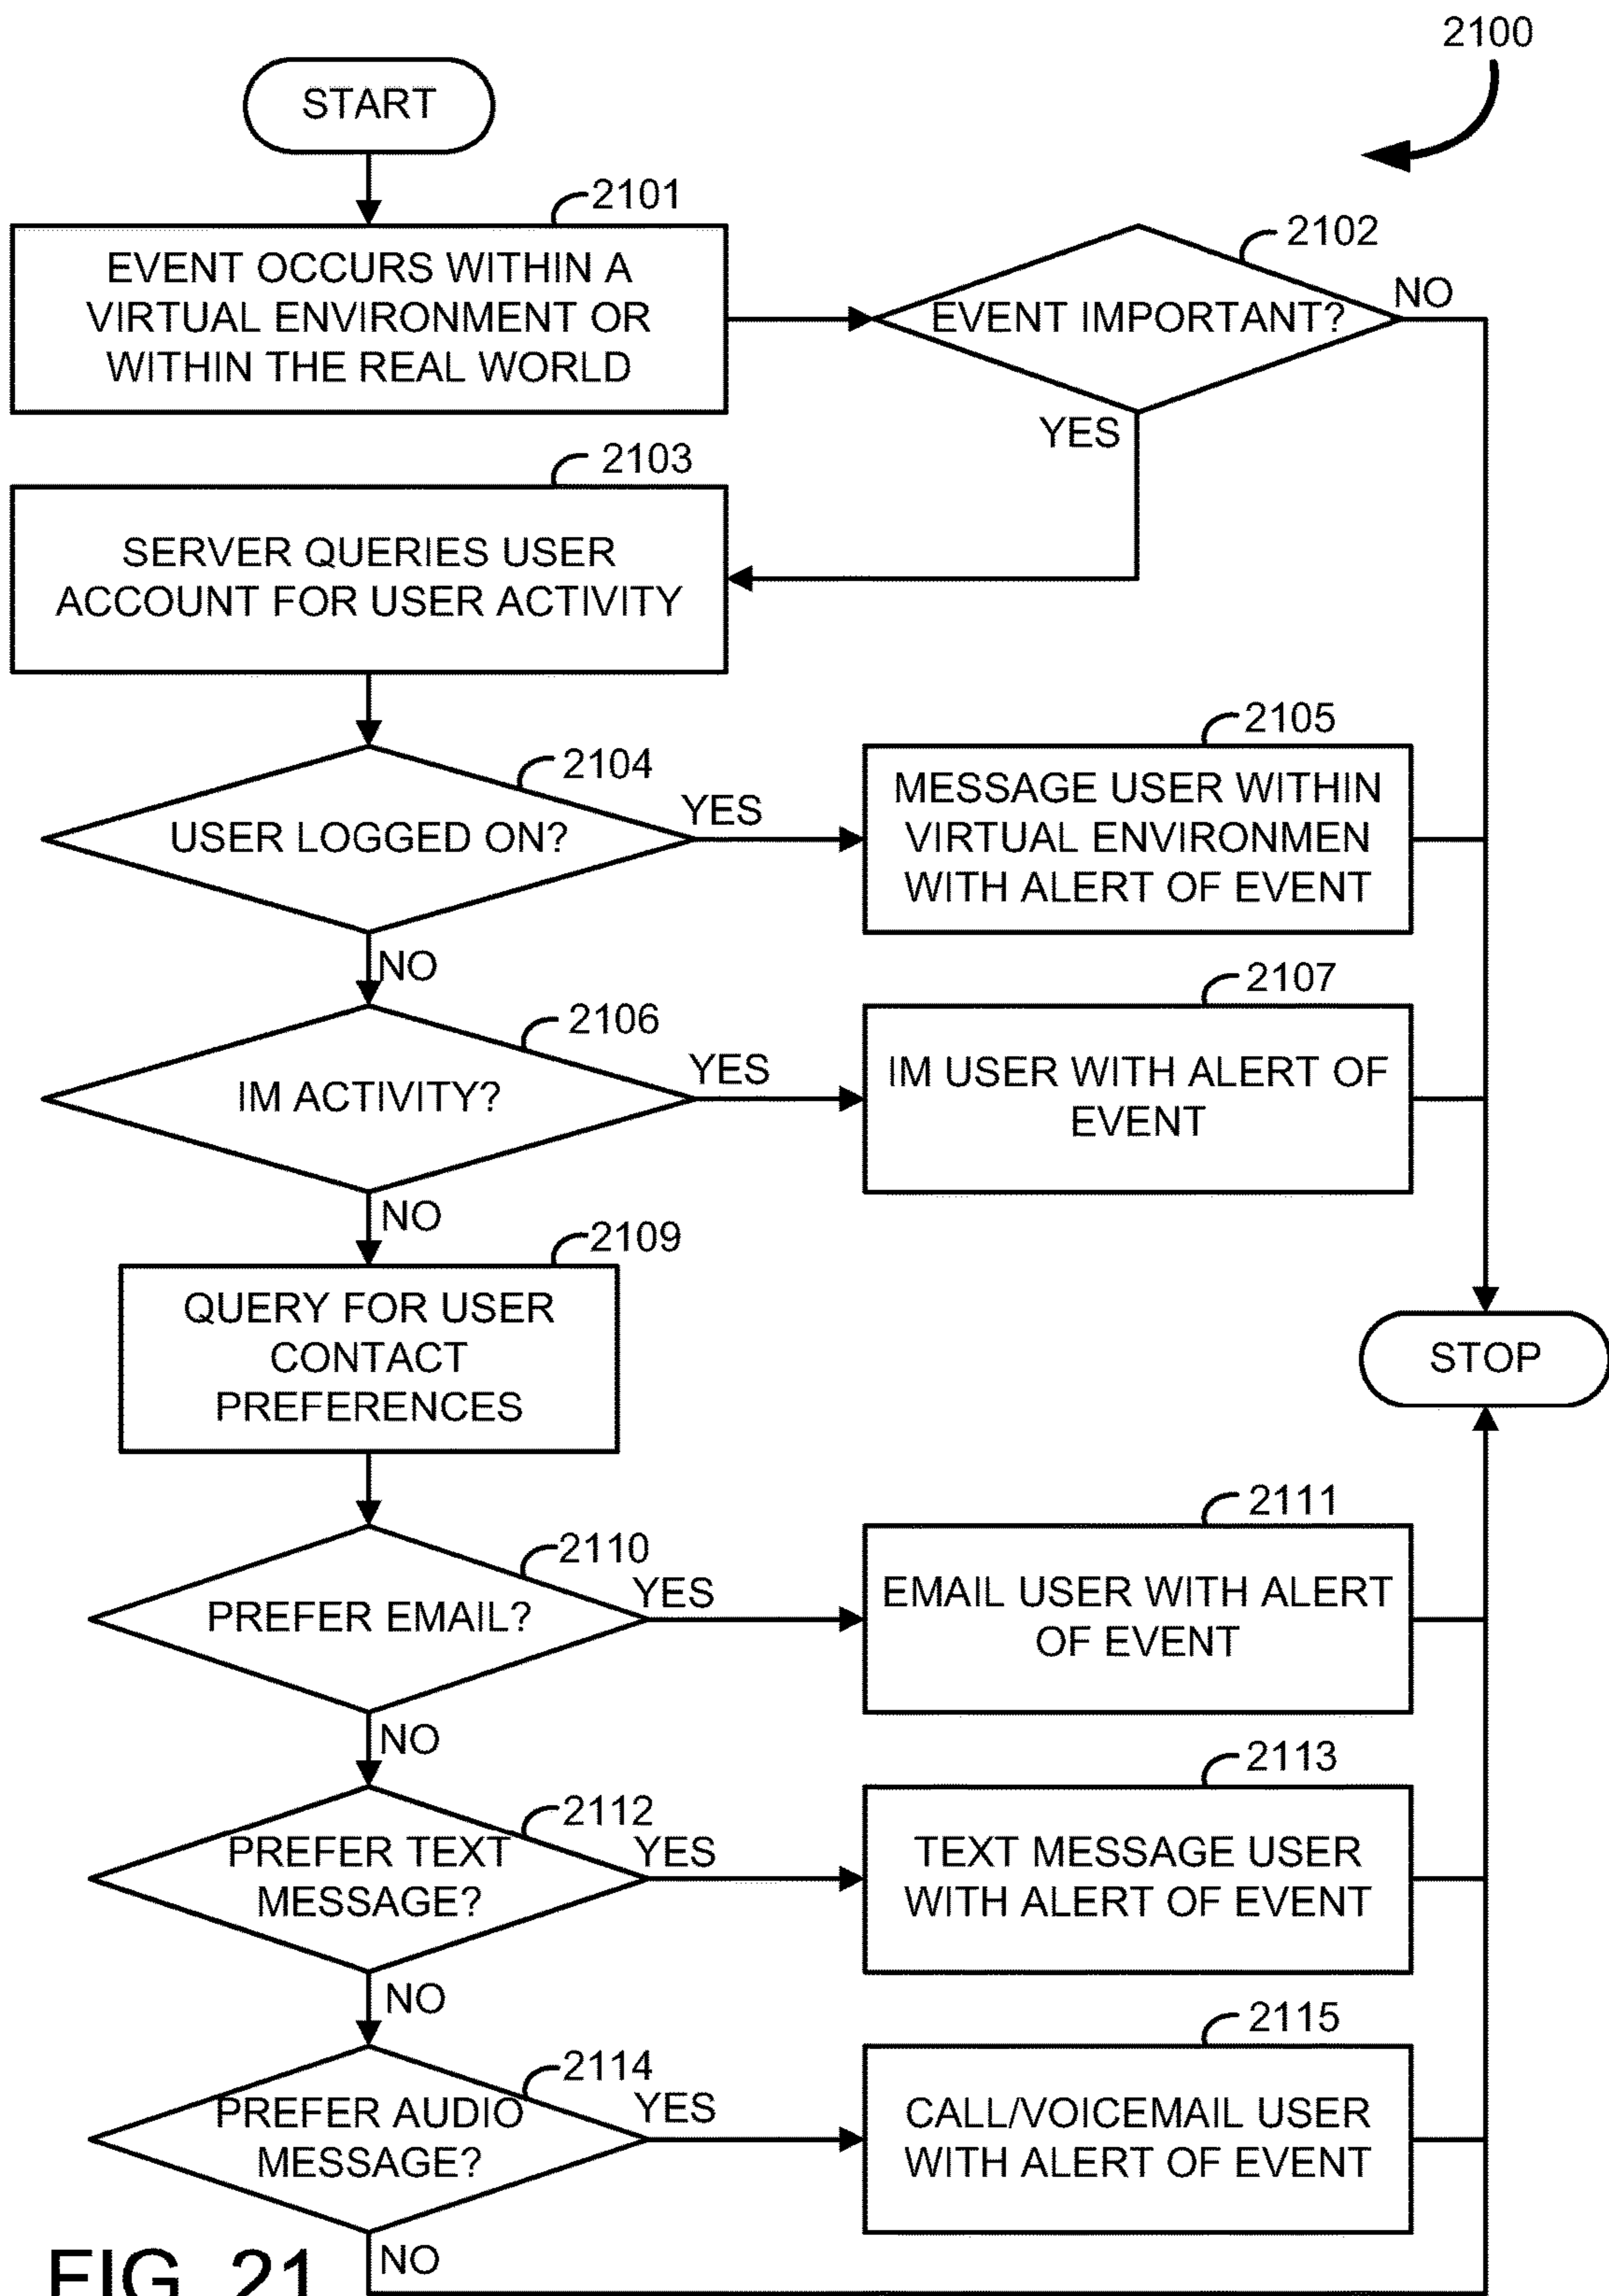 2100
START
2101
EVENT OCCURS WITHIN A
VIRTUAL ENVIRONMENT OR
WITHIN THE REAL WORLD
2102
EVENT IMPORTANT?
NO
YES
2103
SERVER QUERIES USER
ACCOUNT FOR USER ACTIVITY
2104
USER LOGGED ON?
YES
2105
MESSAGE USER WITHIN
VIRTUAL ENVIRONMEN
WITH ALERT OF EVENT
NO
2106
IM ACTIVITY?
YES
2107
IM USER WITH ALERT OF
EVENT
NO
2109
QUERY FOR USER
CONTACT
PREFERENCES
STOP
2110
PREFER EMAIL?
YES
2111
EMAIL USER WITH ALERT
OF EVENT
NO
2112
PREFER TEXT
MESSAGE?
YES
2113
TEXT MESSAGE USER
WITH ALERT OF EVENT
NO
2114
PREFER AUDIO
MESSAGE?
YES
2115
CALL/VOICEMAIL USER
WITH ALERT OF EVENT
NO
FIG. 21